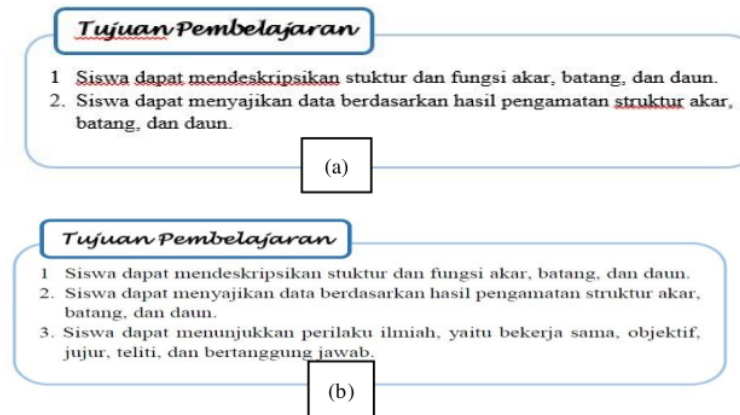 Tujuan Pembelajaran
1 Siswa dapat mendeskripsikan stuktur dan fungsi akar, batang, dan daun.
2. Siswa dapat menyajikan data berdasarkan hasil pengamatan struktur akar,
batang, dan daun.
(a)
Tujuan Pembelajaran
1 Siswa dapat mendeskripsikan stuktur dan fungsi akar, batang, dan daun.
2. Siswa dapat menyajikan data berdasarkan hasil pengamatan struktur akar,
batang, dan daun.
3. Siswa dapat menunjukkan perilaku ilmiah, yaitu bekerja sama, objektif,
jujur, teliti, dan bertanggung jawab.
(b)